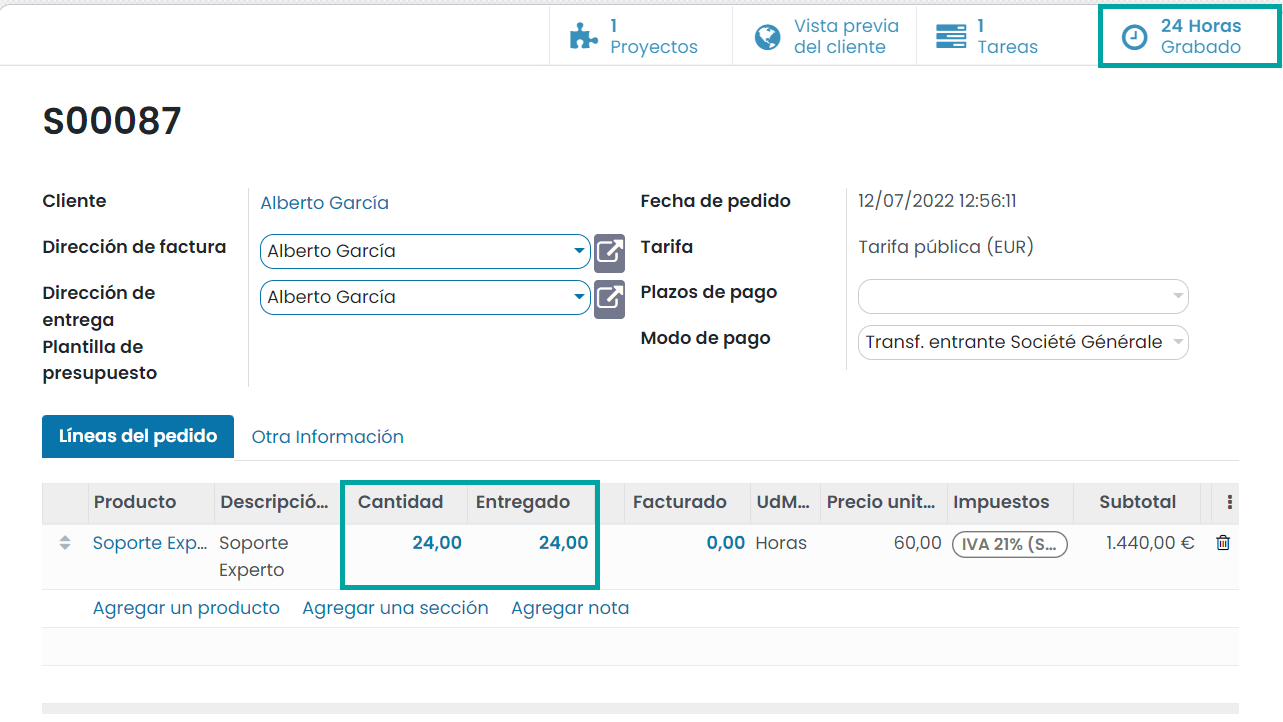 1
Proyectos
Vista previa
del cliente
1
Tareas
24 Horas
Grabado
S00087
Cliente
Alberto García
Dirección de factura
Alberto García
Dirección de
entrega
Alberto García
Plantilla de
presupuesto
Fecha de pedido
12/07/2022 12:56:11
Tarifa
Tarifa pública (EUR)
Plazos de pago
Modo de pago
Transf. entrante Société Générale
Líneas del pedido
Otra Información
Producto Descripció... Cantidad Entregado Facturado UdM... Precio unit... Impuestos Subtotal
Soporte Exp... Soporte 24,00 24,00 0,00 Horas 60,00 IVA 21% (S... 1.440,00 €
Experto
Agregar un producto Agregar una sección Agregar nota